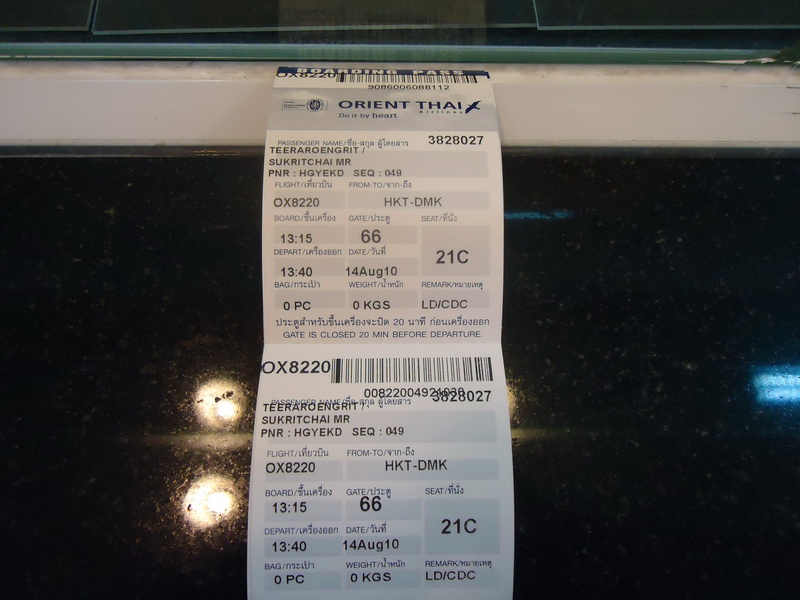 BOARDING PASS
OX8220
9086006088112
ORIENT THAI
Airlines
Do it by heart
PASSENGER NAME/ชื่อ-สกุล ผู้โดยสาร 3828027
TEERAROENGRIT /
SUKRITCHAI MR
PNR : HGYEKD SEQ : 049
FLIGHT/เที่ยวบิน FROM-TO/จาก-ถึง
OX8220 HKT-DMK
BOARD/ขึ้นเครื่อง GATE/ประตู SEAT/ที่นั่ง
13:15 66 21C
DEPART/เครื่องออก DATE/วันที่
13:40 14Aug10
BAG/กระเป๋า WEIGHT/น้ำหนัก REMARK/หมายเหตุ
0 PC 0 KGS LD/CDC
ประตูสำหรับขึ้นเครื่องจะปิด 20 นาที ก่อนเครื่องออก
GATE IS CLOSED 20 MIN BEFORE DEPARTURE.
OX8220
PASSENGER NAME/ชื่อ-สกุล ผู้โดยสาร 3828027
TEERAROENGRIT /
SUKRITCHAI MR
PNR : HGYEKD SEQ : 049
FLIGHT/เที่ยวบิน FROM-TO/จาก-ถึง
OX8220 HKT-DMK
BOARD/ขึ้นเครื่อง GATE/ประตู SEAT/ที่นั่ง
13:15 66 21C
DEPART/เครื่องออก DATE/วันที่
13:40 14Aug10
BAG/กระเป๋า WEIGHT/น้ำหนัก REMARK/หมายเหตุ
0 PC 0 KGS LD/CDC